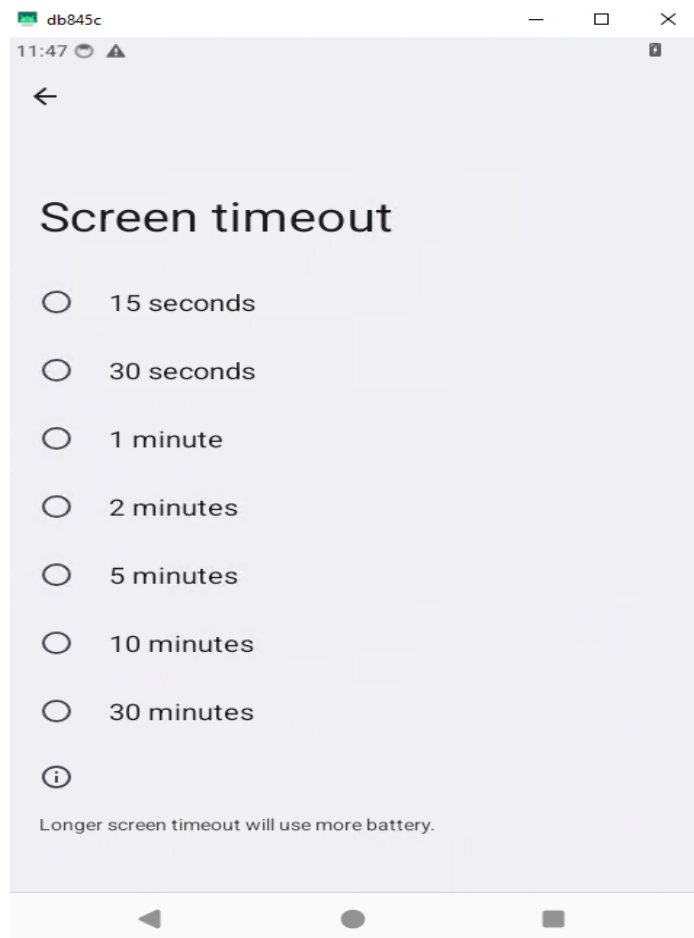 db845c
11:47
Screen timeout
15 seconds
30 seconds
1 minute
2 minutes
5 minutes
10 minutes
30 minutes
Longer screen timeout will use more battery.